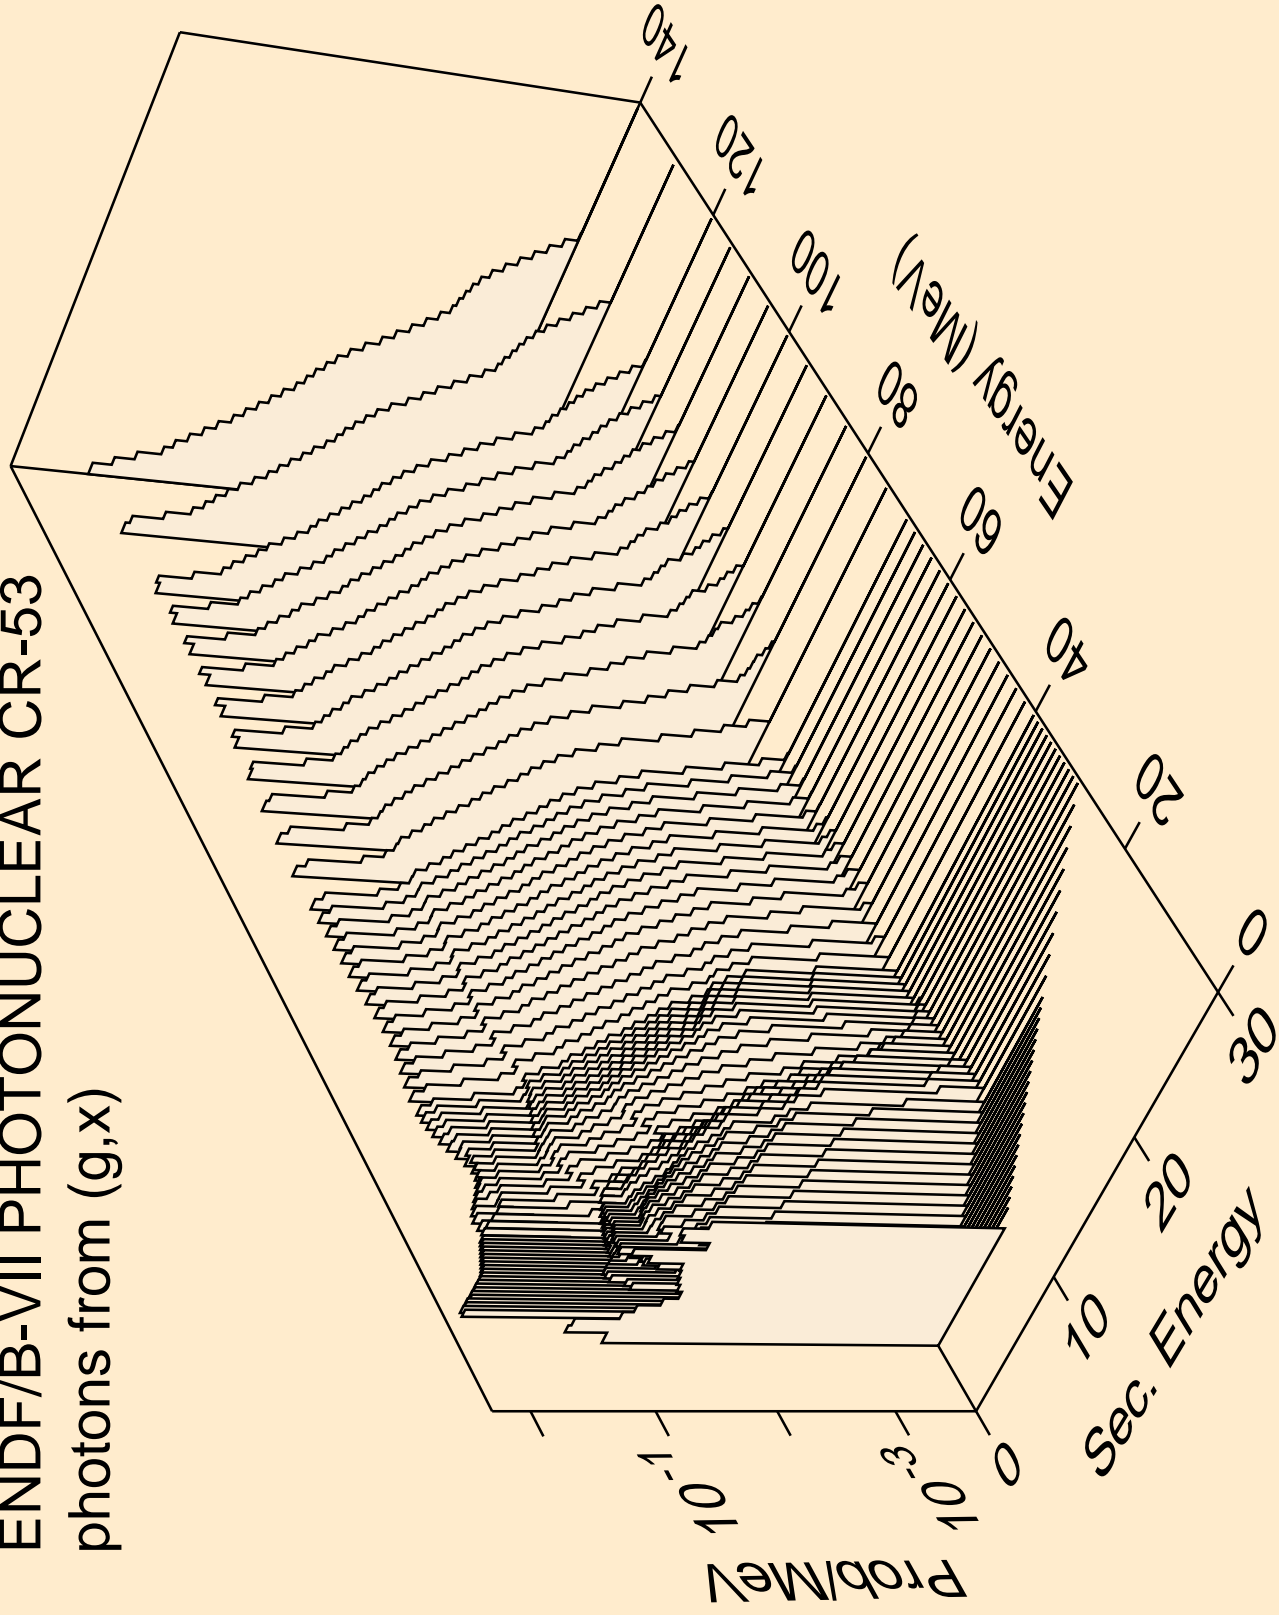 ENDF/B-VII PHOTONUCLEAR CR-53
photons from (g,x)
Prob/MeV
10-1
10-3
0
10
20
30
Sec. Energy
0
20
40
60
80
100
120
140
Energy (MeV)